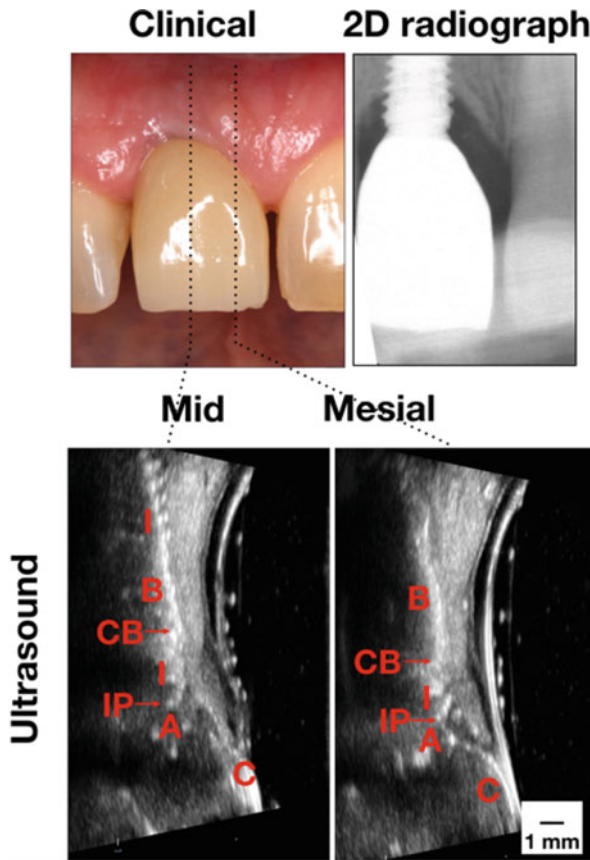 Clinical
2D radiograph
Mid
Mesial
Ultrasound
I
B
CB
I
IP
A
C
B
CB
I
IP
A
C
1 mm